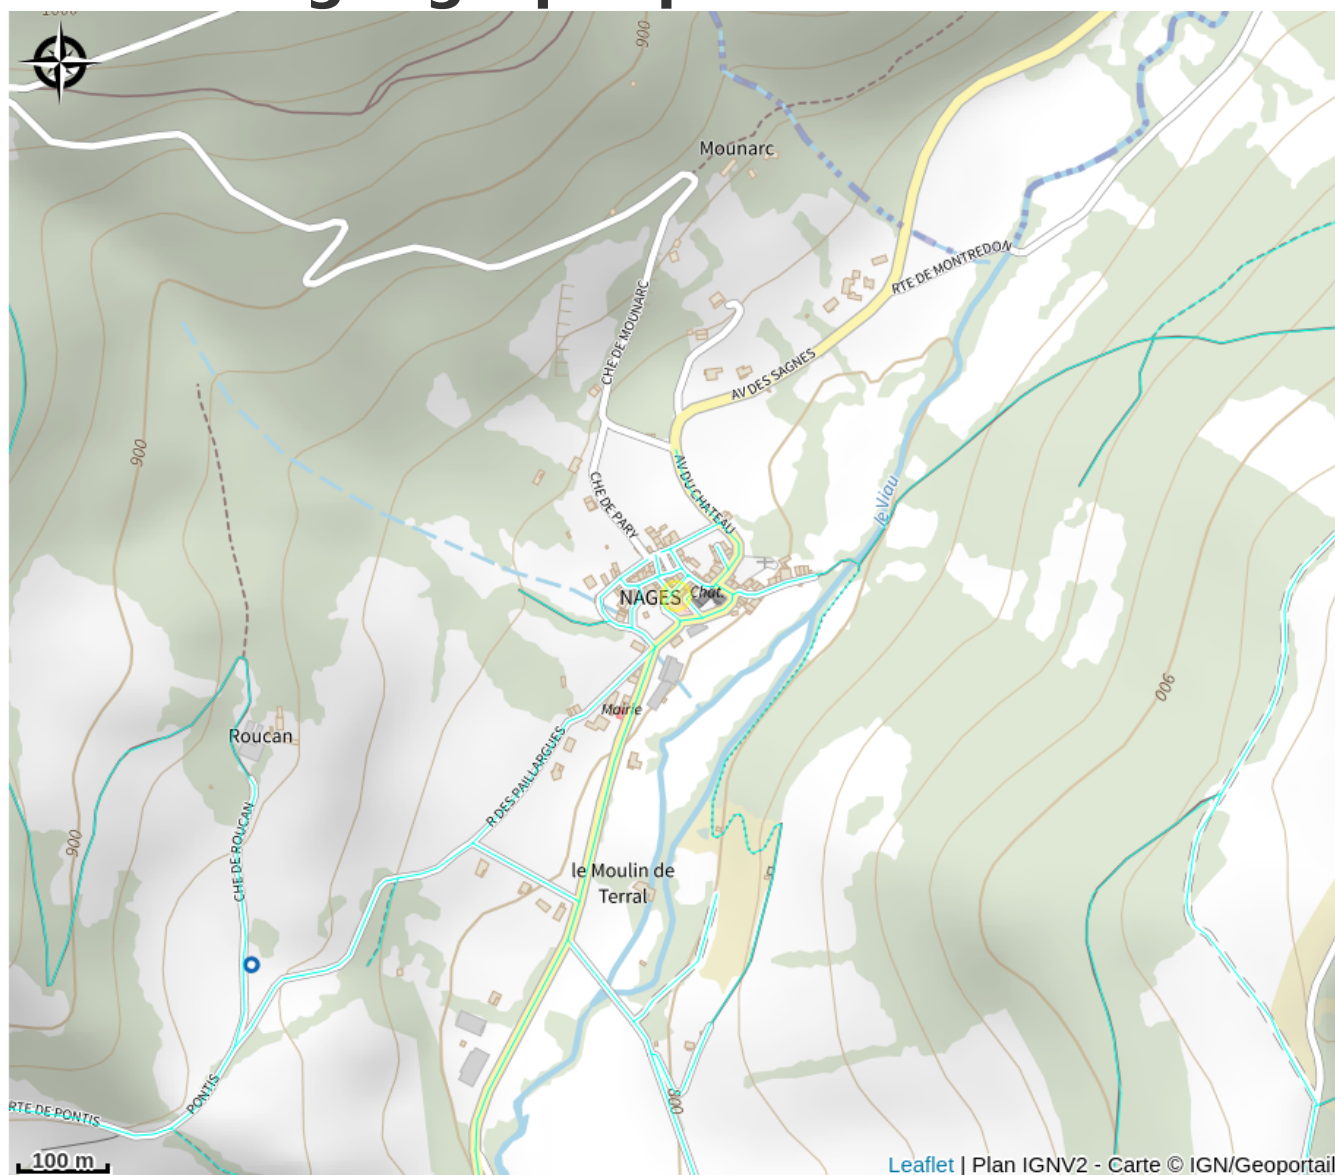 900
Mounarc
RTE DE MONTREDON
CHE DE MOUNARC
AV DES SAGNES
900
AV DU CHATEAU
CHE DE PARY
le Viau
NAGES
Chat.
900
Mairie
Roucan
R DES PAILLARGUES
CHE DE ROUCAN
900
le Moulin de
Terral
PONTIS
RTE DE PONTIS
800
100 m
Leaflet | Plan IGNV2 - Carte © IGN/Geoportail